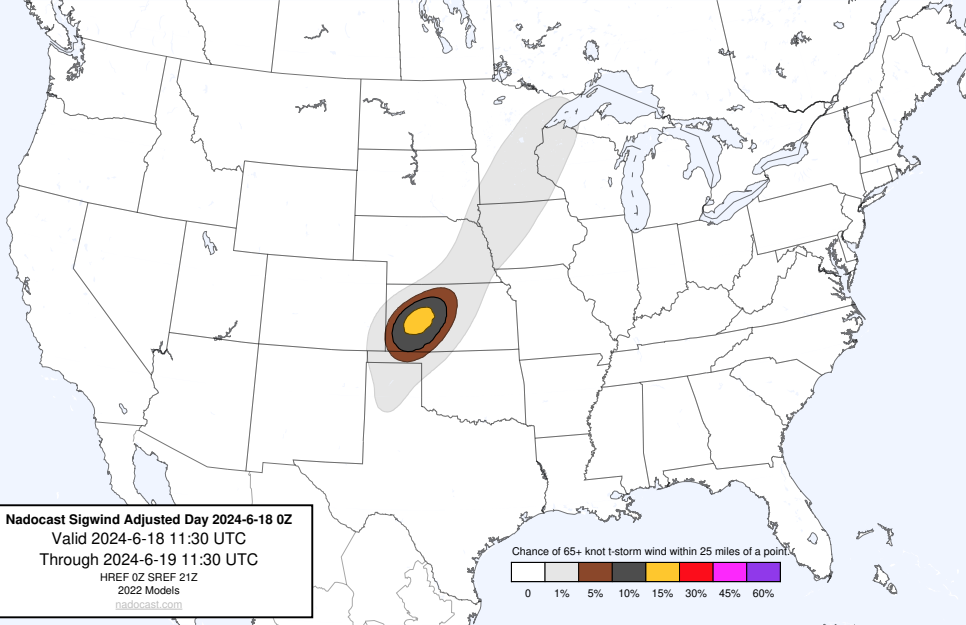 Nadocast Sigwind Adjusted Day 2024-6-18 0Z
Valid 2024-6-18 11:30 UTC
Through 2024-6-19 11:30 UTC
HREF 0Z SREF 21Z
2022 Models
nadocast.com
Chance of 65+ knot t-storm wind within 25 miles of a point.
0 1% 5% 10% 15% 30% 45% 60%